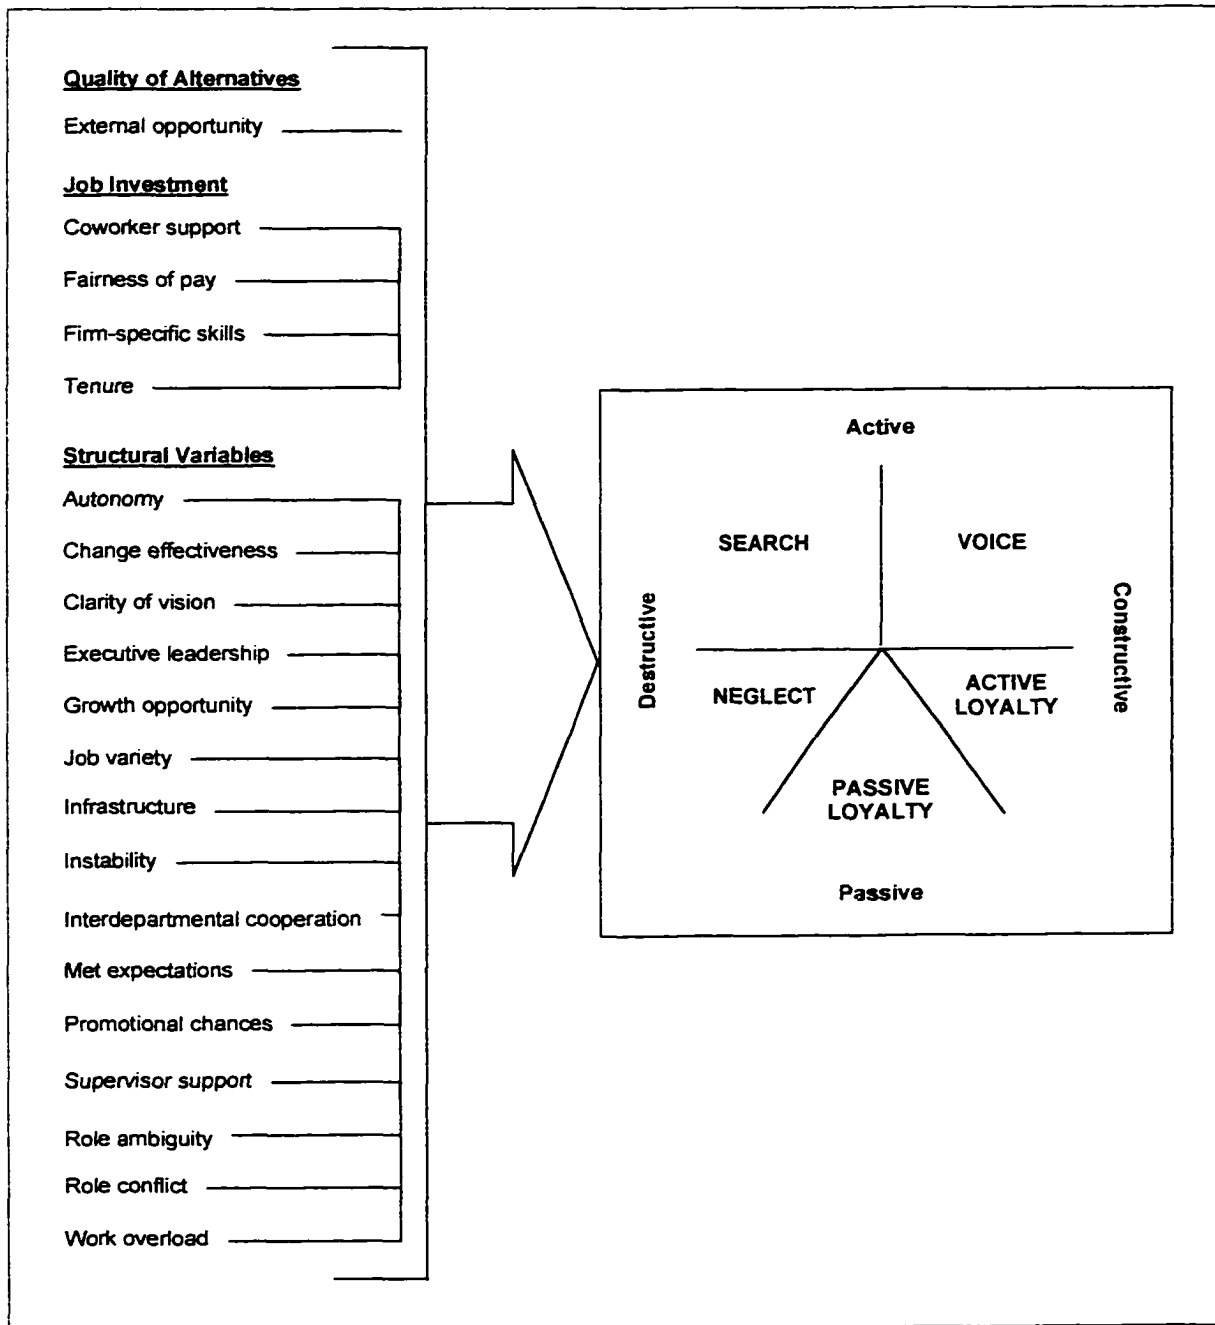 Quality of Alternatives
External opportunity
Job Investment
Coworker support
Fairness of pay
Firm-specific skills
Tenure
Structural Variables
Autonomy
Change effectiveness
Clarity of vision
Executive leadership
Growth opportunity
Job variety
Infrastructure
Instability
Interdepartmental cooperation
Met expectations
Promotional chances
Supervisor support
Role ambiguity
Role conflict
Work overload
Active
SEARCH
VOICE
Destructive
Constructive
NEGLECT
ACTIVE
LOYALTY
PASSIVE
LOYALTY
Passive